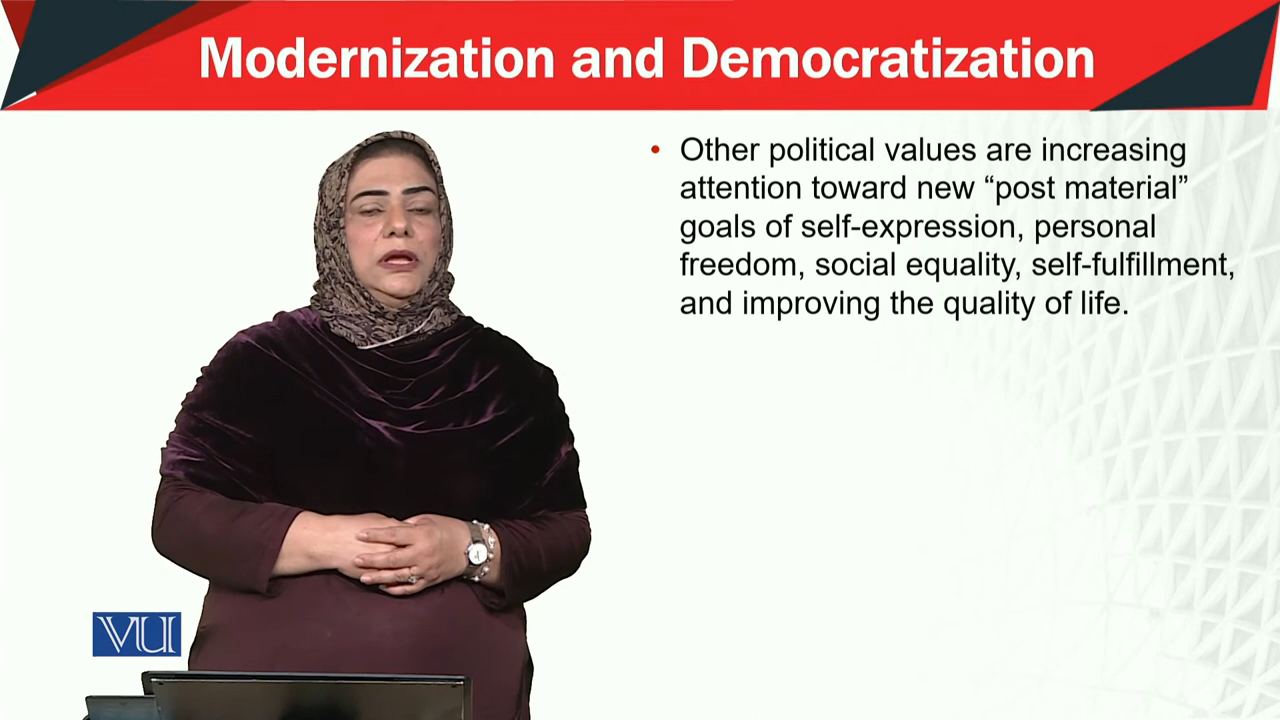 Modernization and Democratization
• Other political values are increasing
attention toward new “post material”
goals of self-expression, personal
freedom, social equality, self-fulfillment,
and improving the quality of life.
VU